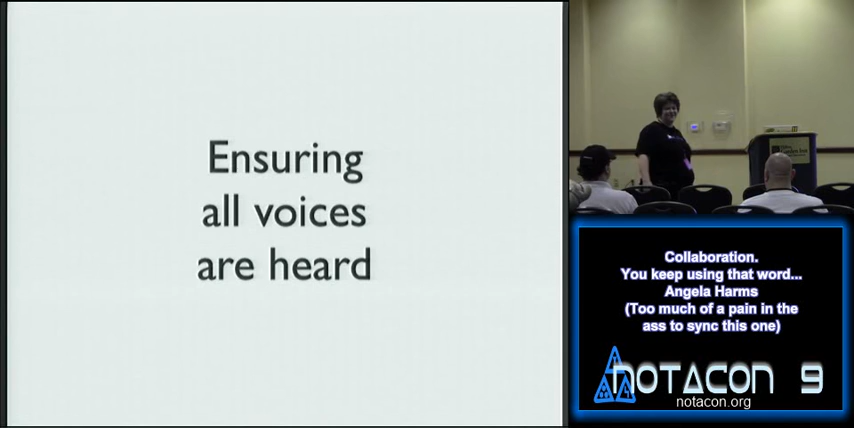 Ensuring
all voices
are heard
Collaboration.
You keep using that word...
Angela Harms
(Too much of a pain in the
ass to sync this one)
NOTACON 9
notacon.org